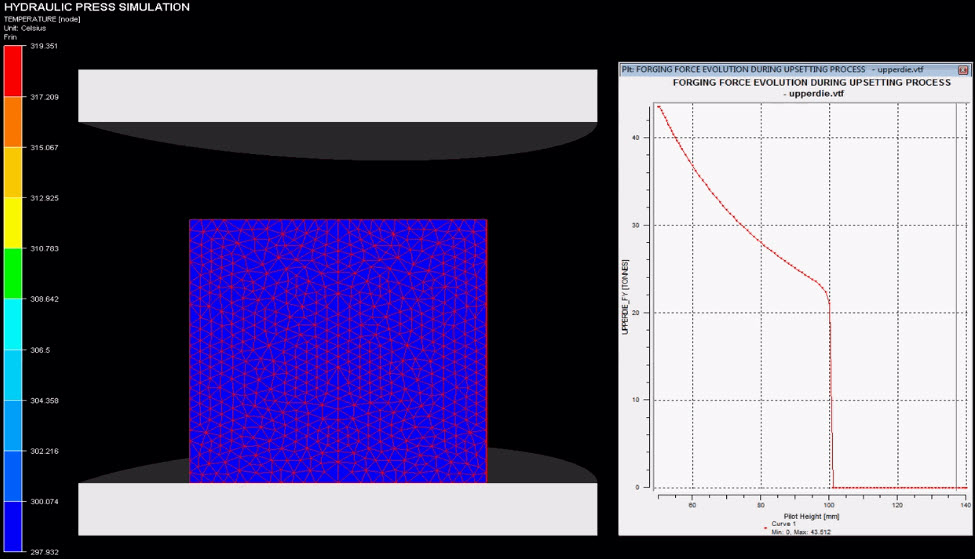 HYDRAULIC PRESS SIMULATION
TEMPERATURE [node]
Unit: Celsius
Frin
319.351
317.209
315.067
312.925
310.783
308.642
306.5
304.358
302.216
300.074
297.932
Plt: FORGING FORCE EVOLUTION DURING UPSETTING PROCESS - upperdie.vtf
FORGING FORCE EVOLUTION DURING UPSETTING PROCESS
- upperdie.vtf
UPPERDIE_FY [TONNES]
40
30
20
10
0
60 80 100 120 140
Pilot Height [mm]
Curva 1
Min: 0, Max: 43.512